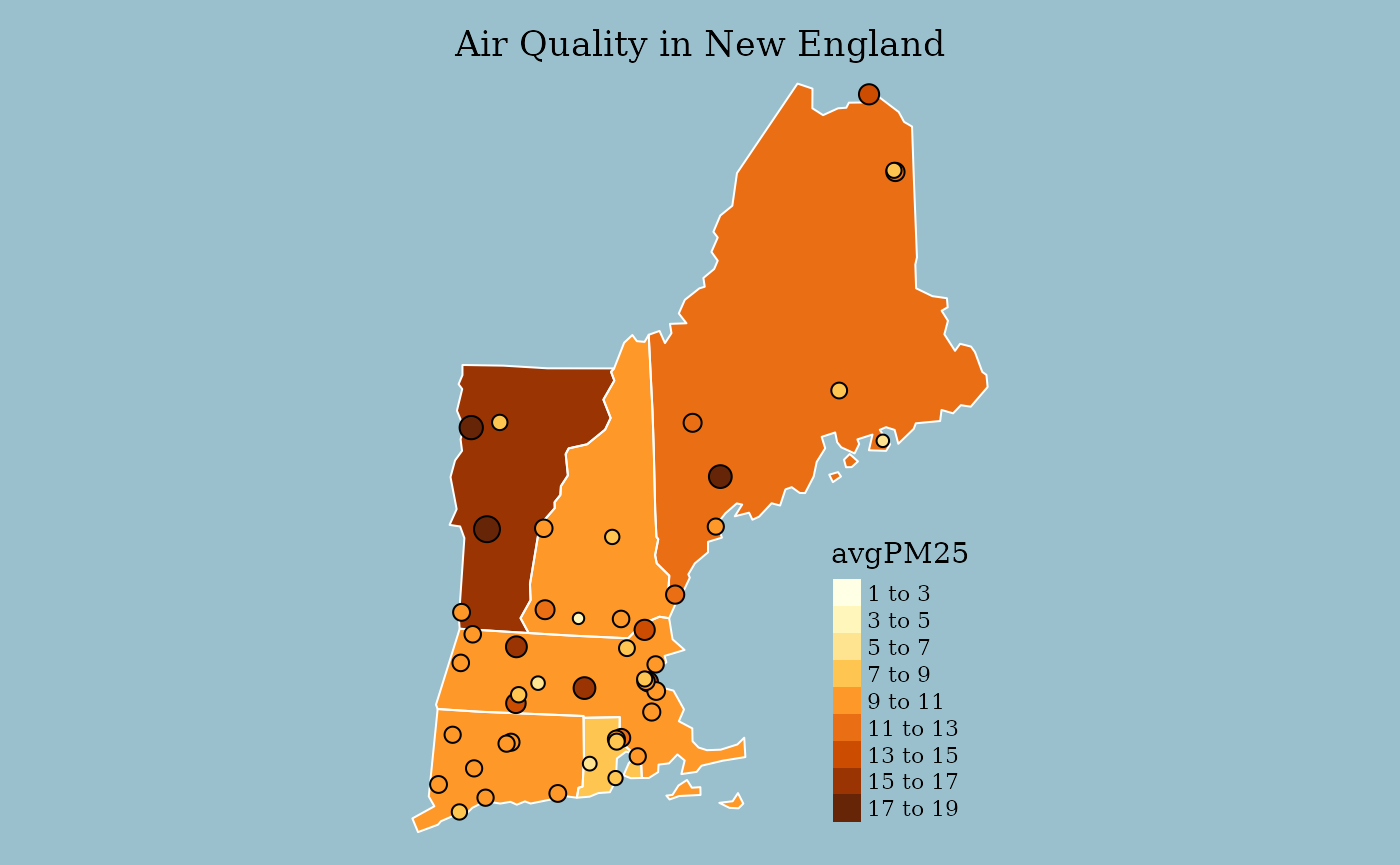 Air Quality in New England
avgPM25
1 to 3
3 to 5
5 to 7
7 to 9
9 to 11
11 to 13
13 to 15
15 to 17
17 to 19